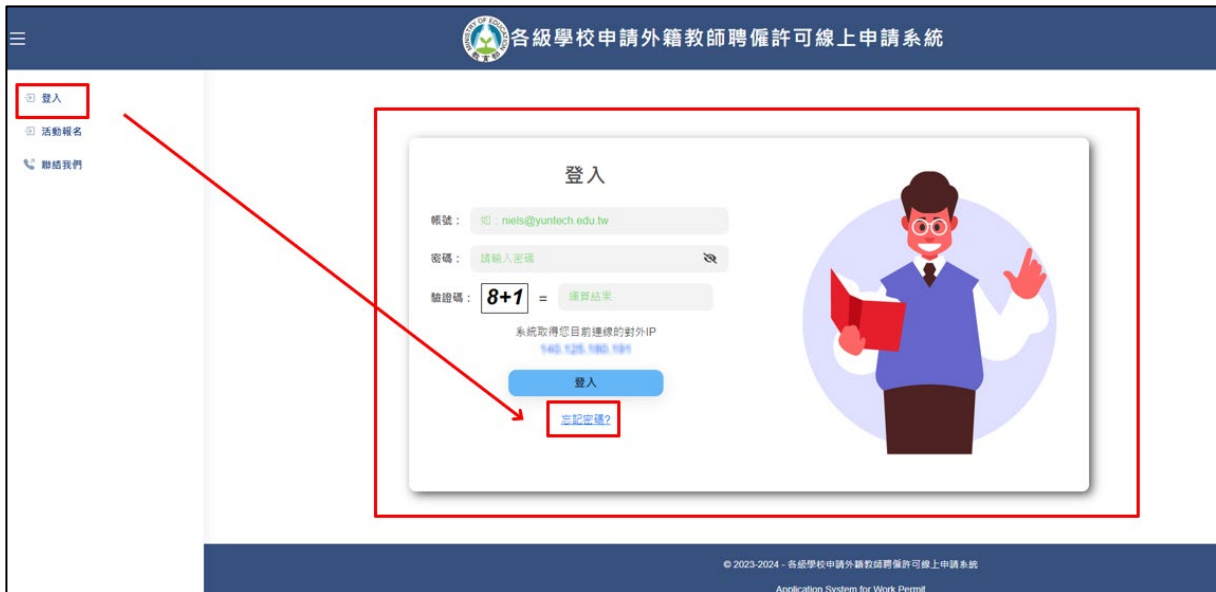 各級學校申請外籍教師聘僱許可線上申請系統
登入
活動報名
聯絡我們
登入
帳號： 如：niels@yuntech.edu.tw
密碼： 請輸入密碼
驗證碼： 8+1 = 運算結果
系統取得您目前連線的對外IP
登入
忘記密碼?
© 2023-2024 - 各級學校申請外籍教師聘僱許可線上申請系統
Application System for Work Permit